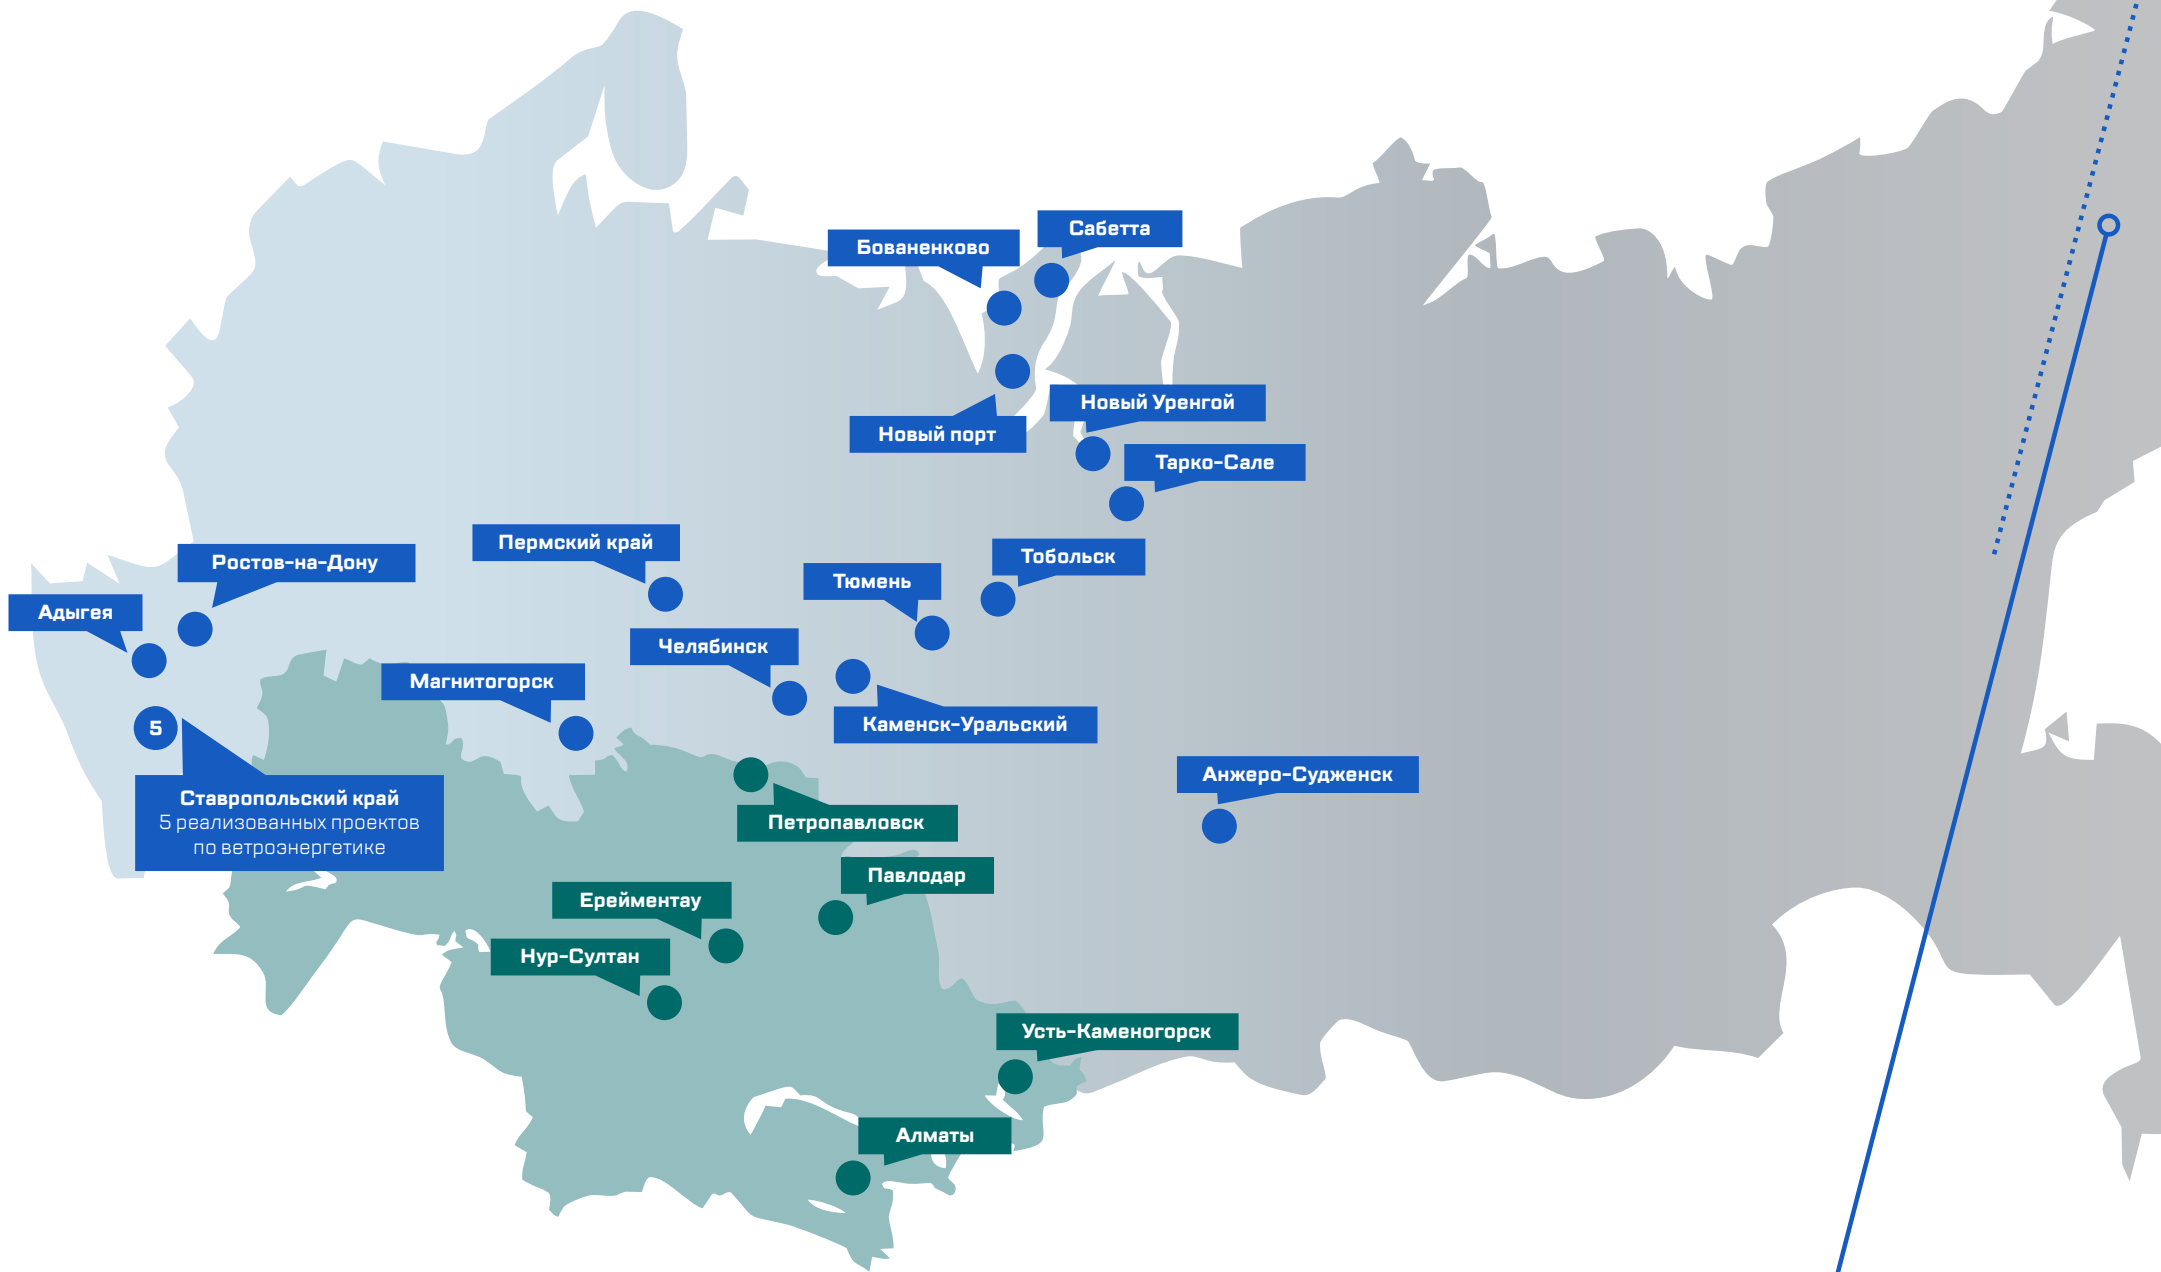 Сабетта
Бованенково
Новый Уренгой
Новый порт
Тарко-Сале
Пермский край
Тобольск
Ростов-на-Дону
Тюмень
Адыгея
Челябинск
Магнитогорск
Каменск-Уральский
5
Ставропольский край
5 реализованных проектов
по ветроэнергетике
Анжеро-Судженск
Петропавловск
Павлодар
Ерейментау
Нур-Султан
Усть-Каменогорск
Алматы